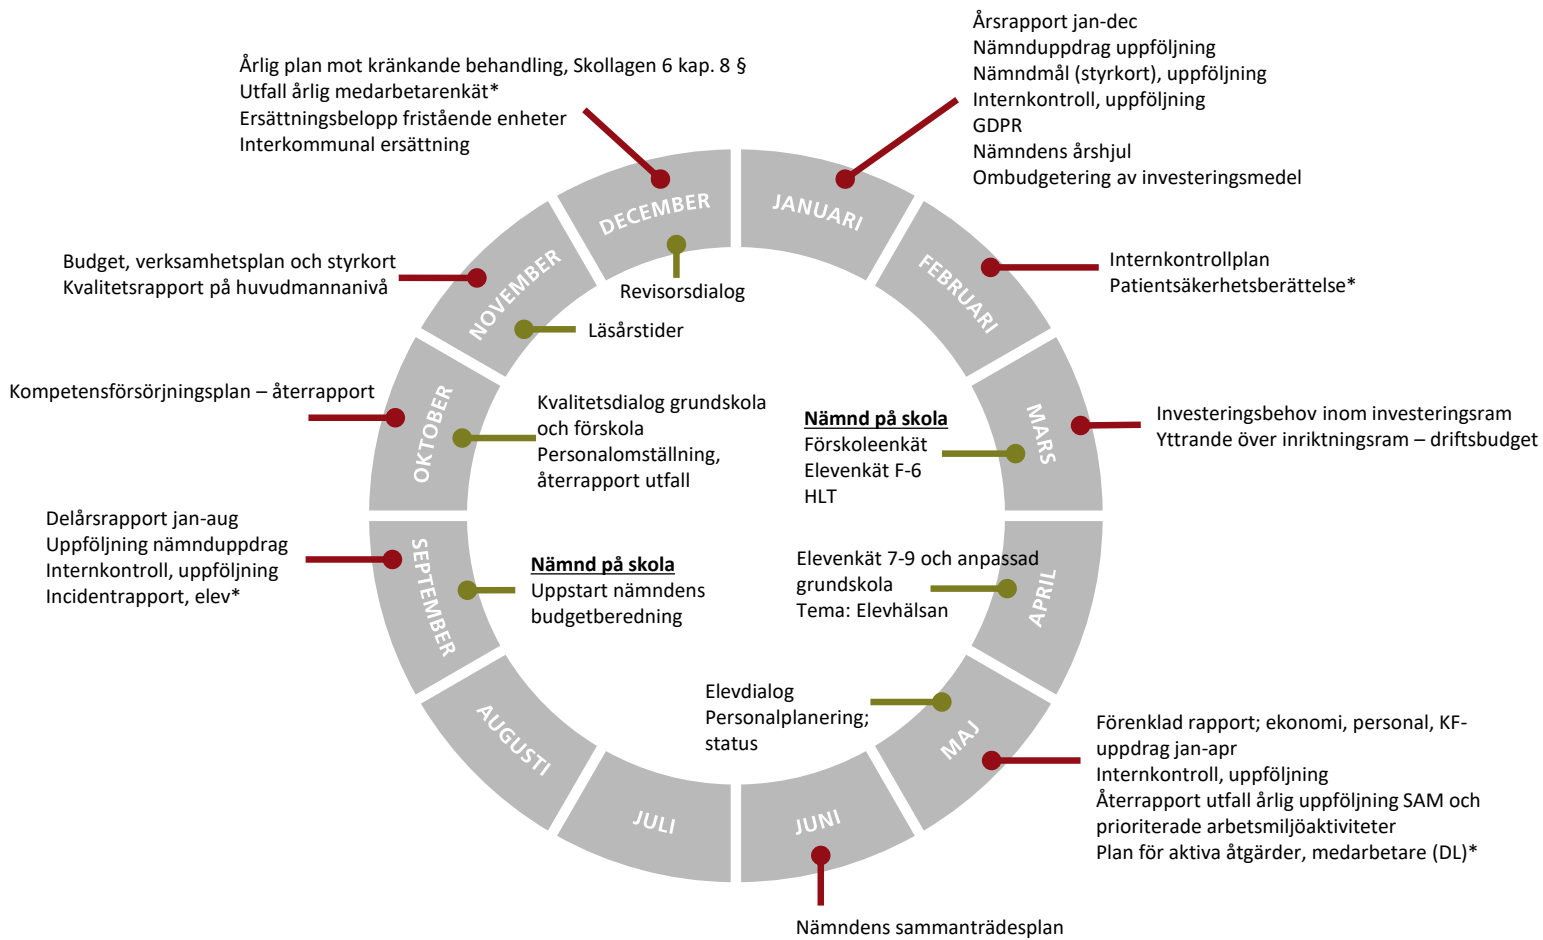 Årsrapport jan-dec
Nämnduppdrag uppföljning
Nämndmål (styrkort), uppföljning
Internkontroll, uppföljning
GDPR
Nämndens årshjul
Ombudgetering av investeringsmedel
JANUARI
FEBRUARI
Internkontrollplan
Patientsäkerhetsberättelse*
MARS
Investeringsbehov inom investeringsram
Yttrande över inriktningsram – driftsbudget
Nämnd på skola
Förskoleenkät
Elevenkät F-6
HLT
APRIL
Elevenkät 7-9 och anpassad
grundskola
Tema: Elevhälsan
MAJ
Elevdialog
Personalplanering;
status
Förenklad rapport; ekonomi, personal, KF-
uppdrag jan-apr
Internkontroll, uppföljning
Återrapport utfall årlig uppföljning SAM och
prioriterade arbetsmiljöaktiviteter
Plan för aktiva åtgärder, medarbetare (DL)*
JUNI
Nämndens sammanträdesplan
JULI
AUGUSTI
SEPTEMBER
Delårsrapport jan-aug
Uppföljning nämnduppdrag
Internkontroll, uppföljning
Incidentrapport, elev*
Nämnd på skola
Uppstart nämndens
budgetberedning
OKTOBER
Kompetensförsörjningsplan – återrapport
Kvalitetsdialog grundskola
och förskola
Personalomställning,
återrapport utfall
NOVEMBER
Budget, verksamhetsplan och styrkort
Kvalitetsrapport på huvudmannanivå
Läsårstider
DECEMBER
Årlig plan mot kränkande behandling, Skollagen 6 kap. 8 §
Utfall årlig medarbetarenkät*
Ersättningsbelopp fristående enheter
Interkommunal ersättning
Revisorsdialog